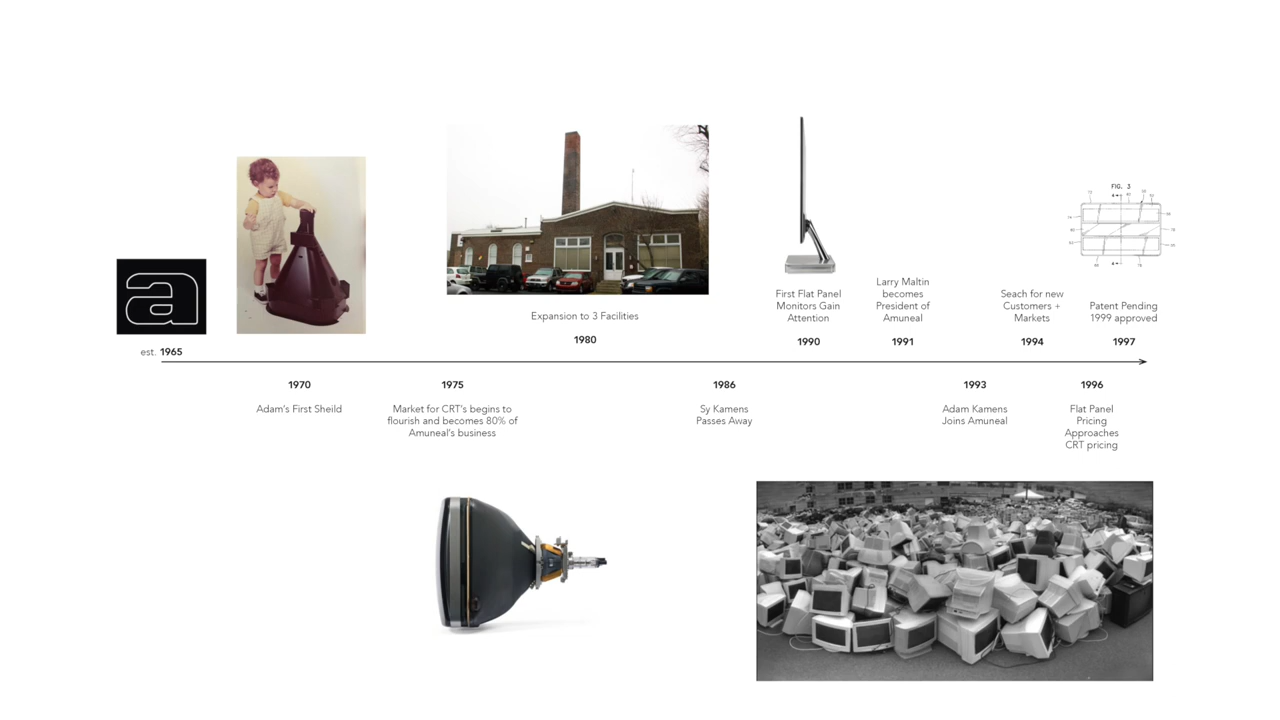 a
est. 1965
1970
Adam's First Sheild
1975
Market for CRT's begins to
flourish and becomes 80% of
Amuneal's business
Expansion to 3 Facilities
1980
1986
Sy Kamens
Passes Away
First Flat Panel
Monitors Gain
Attention
1990
Larry Maltin
becomes
President of
Amuneal
1991
1993
Adam Kamens
Joins Amuneal
Seach for new
Customers +
Markets
1994
1996
Flat Panel
Pricing
Approaches
CRT pricing
FIG. 3
Patent Pending
1999 approved
1997